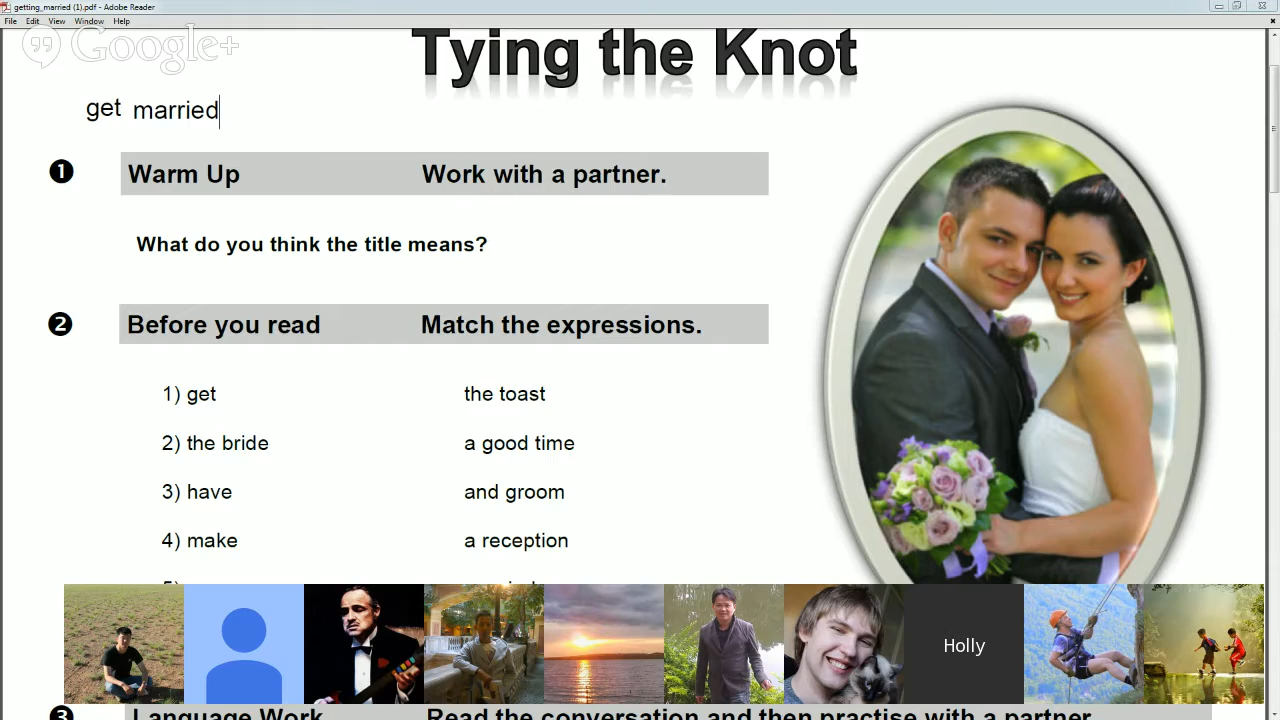 getting_married (1).pdf - Adobe Reader
File Edit View Window Help
Google+
Tying the Knot
get married
❶ Warm Up Work with a partner.
What do you think the title means?
❷ Before you read Match the expressions.
1) get the toast
2) the bride a good time
3) have and groom
4) make a reception
Holly
❸ Language Work Read the conversation and then practise with a partner.